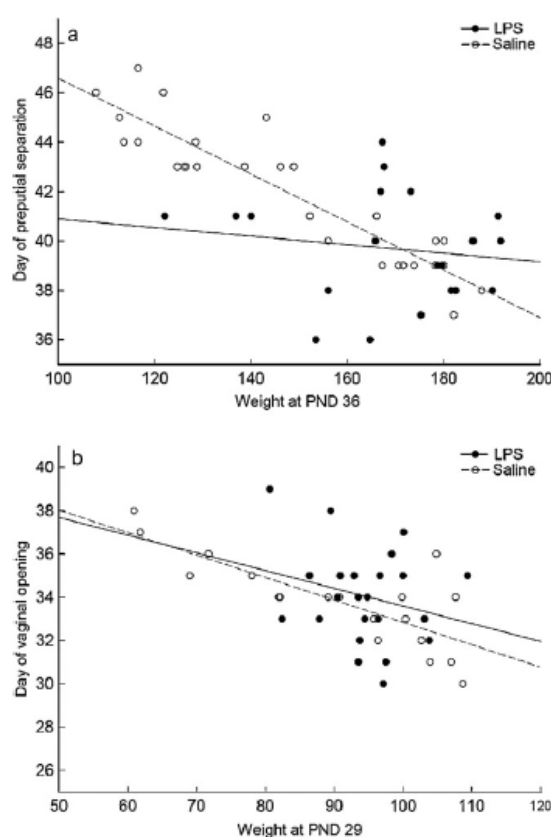 a
LPS
Saline
48
46
44
42
40
38
36
Day of preputial separation
100
120
140
160
180
200
Weight at PND 36
b
LPS
Saline
40
38
36
34
32
30
28
26
Day of vaginal opening
50
60
70
80
90
100
110
120
Weight at PND 29